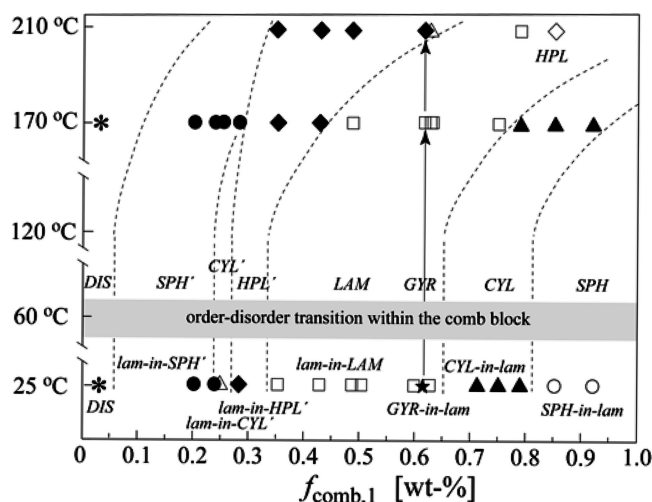 210 ºC
HPL
170 ºC
120 ºC
DIS SPH´ CYL´ HPL´ LAM GYR CYL SPH
60 ºC
order-disorder transition within the comb block
lam-in-SPH´ lam-in-LAM CYL-in-lam
25 ºC
DIS lam-in-HPL´ GYR-in-lam SPH-in-lam
lam-in-CYL´
0 0.1 0.2 0.3 0.4 0.5 0.6 0.7 0.8 0.9 1.0
fcomb,1 [wt-%]